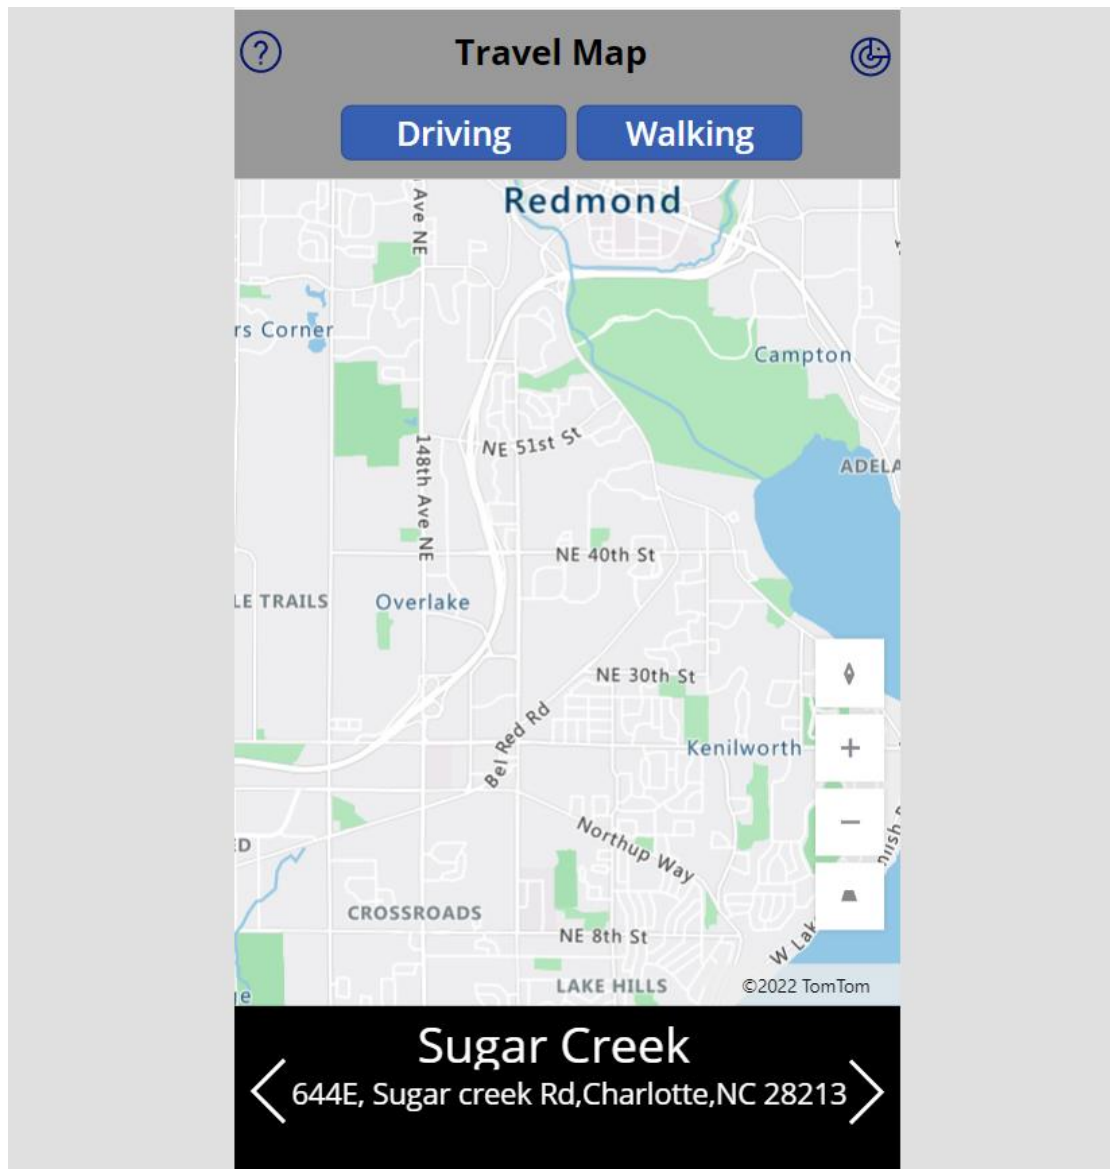 ?
Travel Map
Driving
Walking
Redmond
Ave NE
rs Corner
Campton
NE 51st St
148th Ave NE
ADELA
NE 40th St
LE TRAILS
Overlake
NE 30th St
Bel Red Rd
Kenilworth
+
−
Northup Way
CROSSROADS
NE 8th St
W Lak
LAKE HILLS
©2022 TomTom
Sugar Creek
644E, Sugar creek Rd,Charlotte,NC 28213